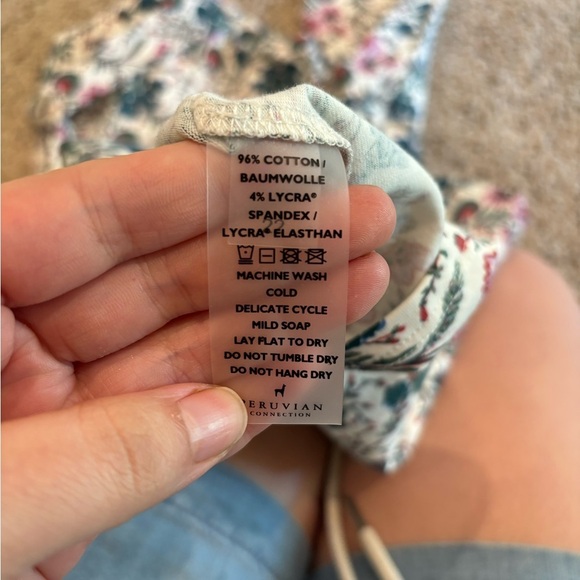 96% COTTON /
BAUMWOLLE
4% LYCRA®
SPANDEX /
LYCRA® ELASTHAN
MACHINE WASH
COLD
DELICATE CYCLE
MILD SOAP
LAY FLAT TO DRY
DO NOT TUMBLE DRY
DO NOT HANG DRY
PERUVIAN
CONNECTION